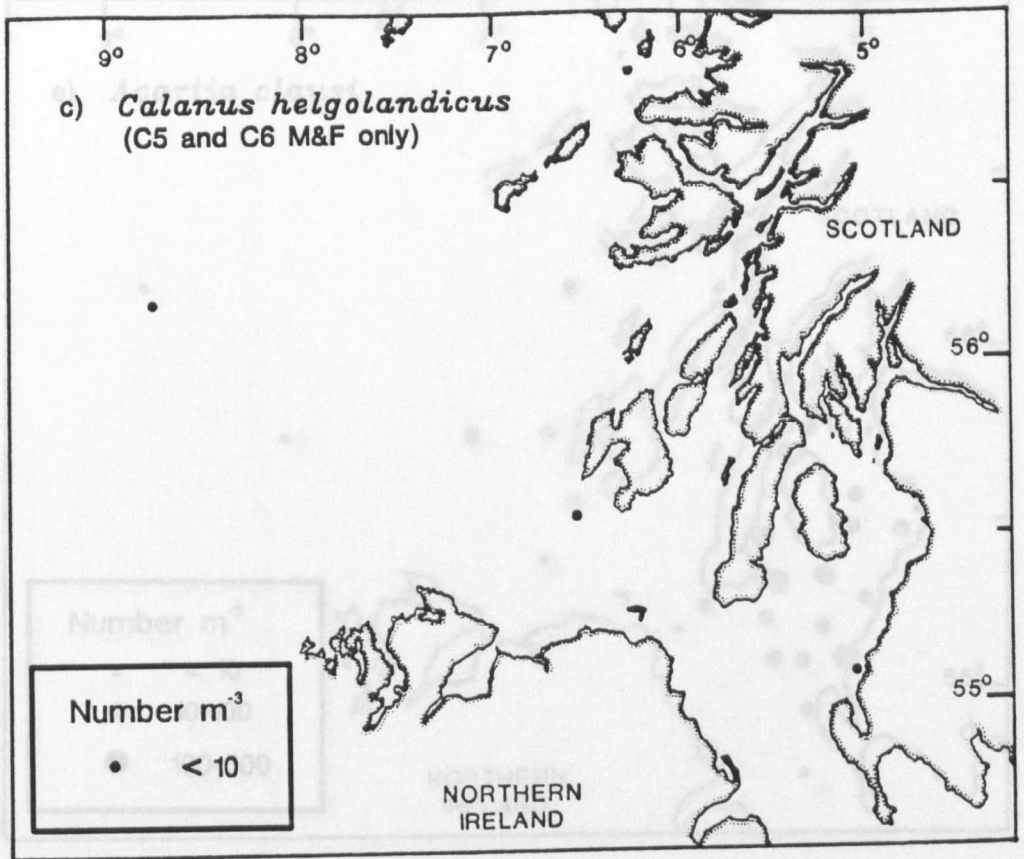 9° 8° 7° 6° 5°
c) Calanus helgolandicus
(C5 and C6 M&F only)
SCOTLAND
56°
55°
Number m⁻³
< 10
NORTHERN
IRELAND